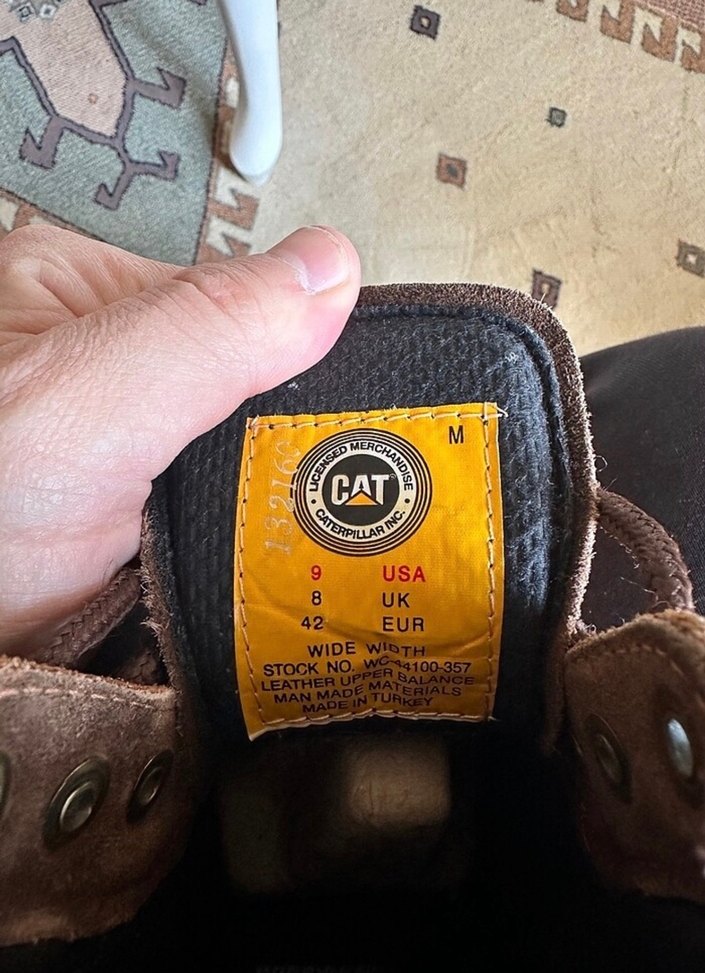 M
LICENSED MERCHANDISE
CAT®
CATERPILLAR INC.
9 USA
8 UK
42 EUR
WIDE WIDTH
STOCK NO. WC-44100-357
LEATHER UPPER BALANCE
MAN MADE MATERIALS
MADE IN TURKEY